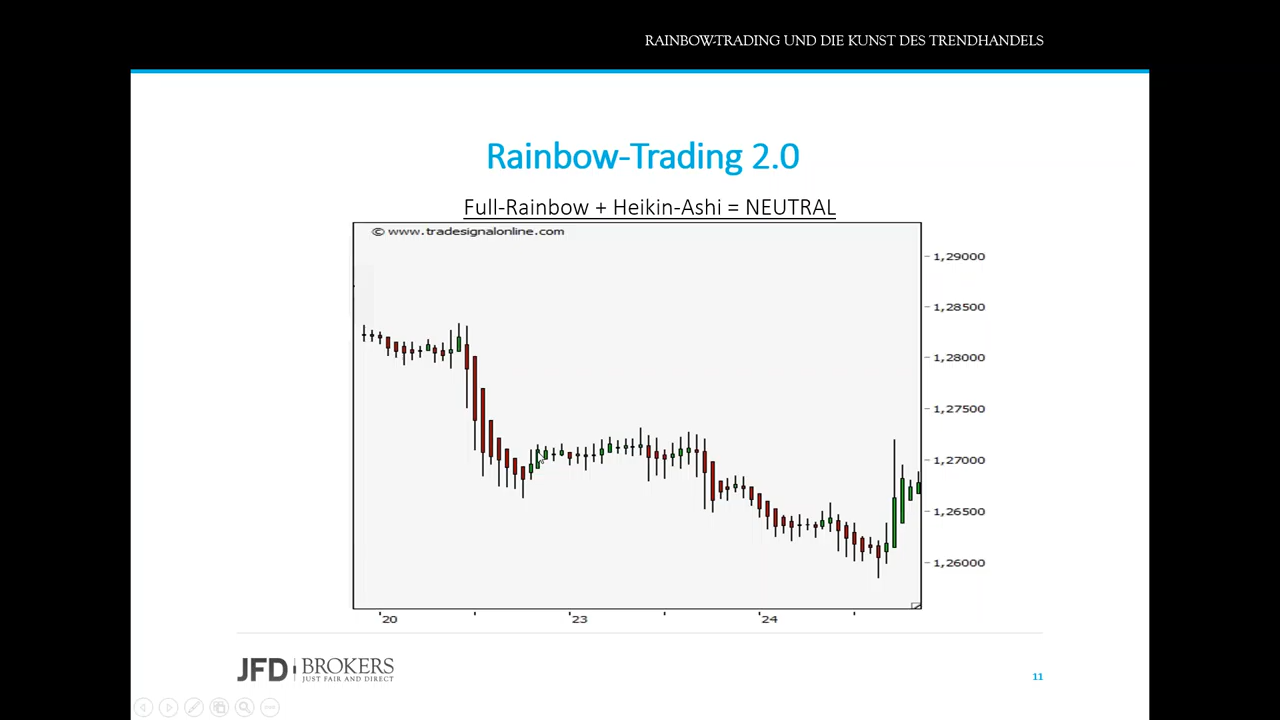 RAINBOW-TRADING UND DIE KUNST DES TRENDHANDELS
Rainbow-Trading 2.0
Full-Rainbow + Heikin-Ashi = NEUTRAL
© www.tradesignalonline.com
1,29000
1,28500
1,28000
1,27500
1,27000
1,26500
1,26000
20
23
24
JFD BROKERS
JUST FAIR AND DIRECT
11